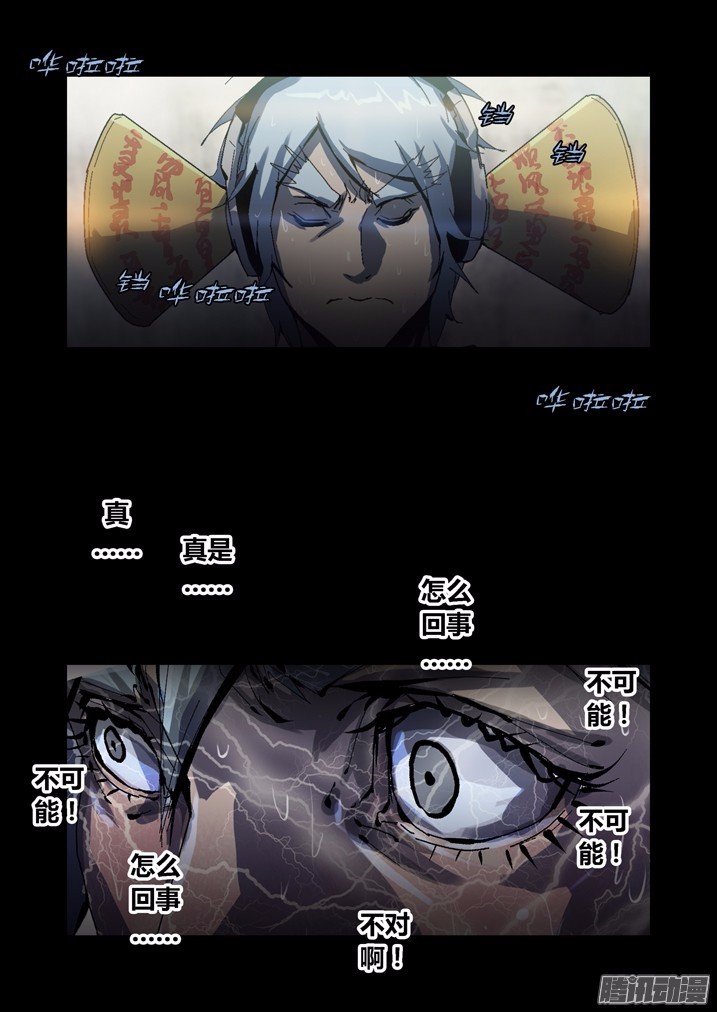 哗啦啦
铛
铛
铛
哗啦啦
哗啦啦
真
……
真是
……
怎么
回事
……
不可
能！
不可
能！
不可
能！
怎么
回事
……
不对
啊！
腾讯动漫